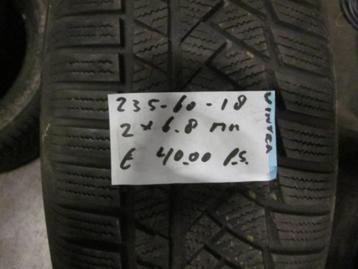 235-60-18
2 x 6.8 mm
€ 40.00 P.S.
WINTER